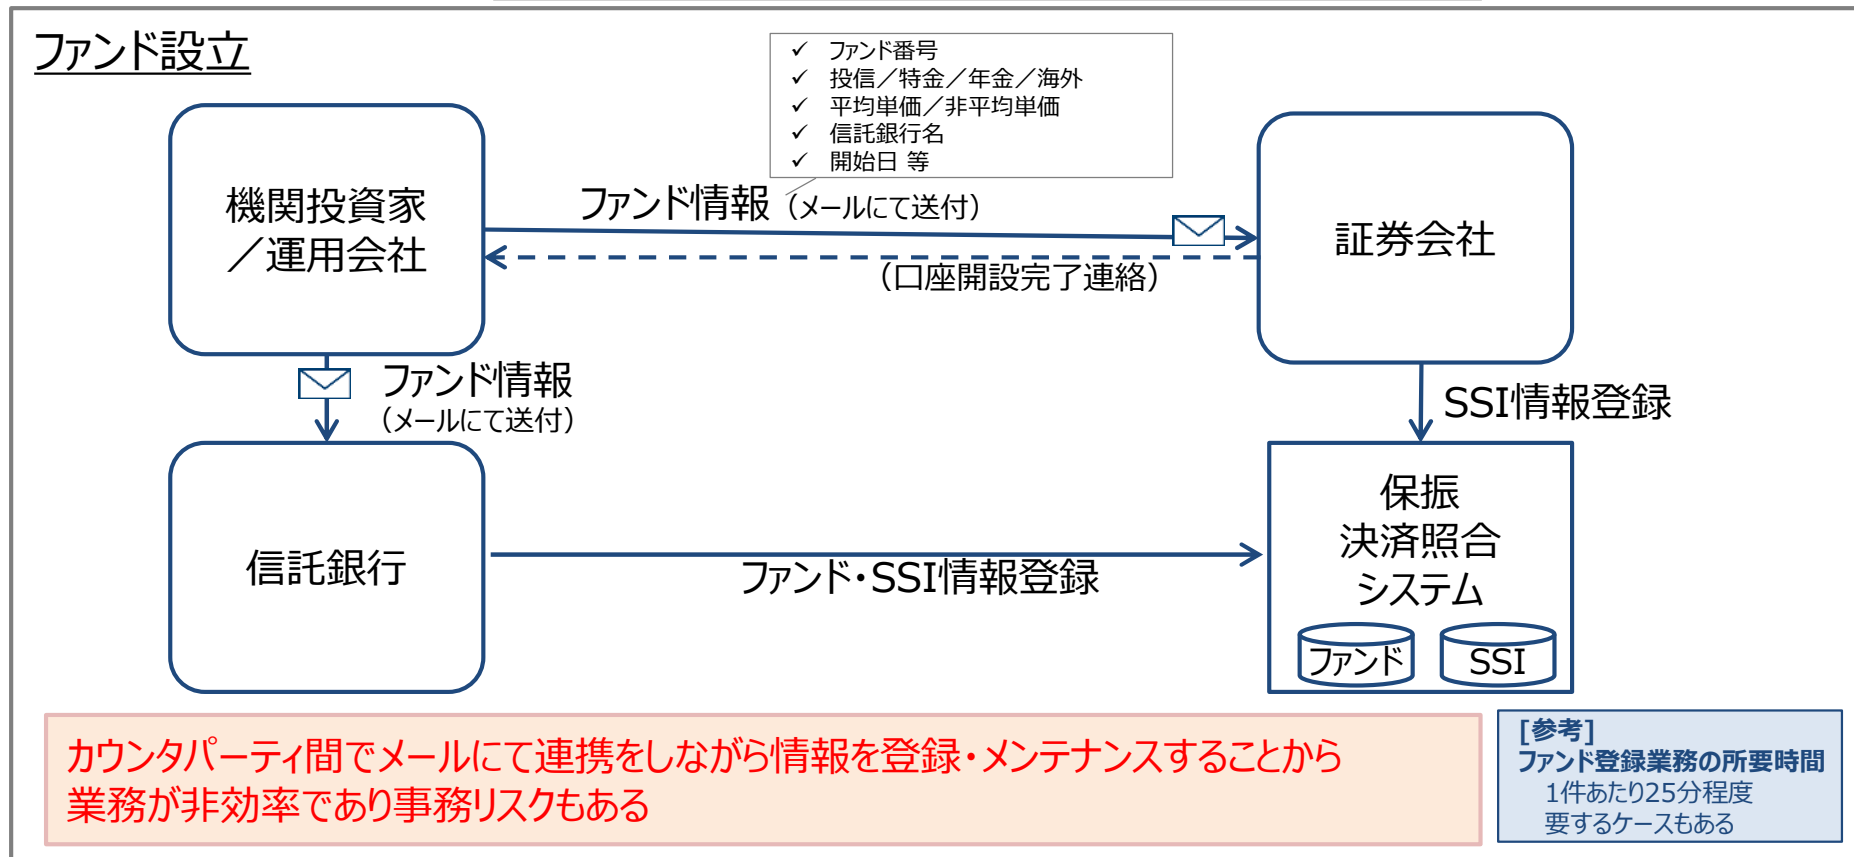 ファンド設立
✓ ファンド番号
✓ 投信／特金／年金／海外
✓ 平均単価／非平均単価
✓ 信託銀行名
✓ 開始日 等
機関投資家
／運用会社
ファンド情報（メールにて送付）
（口座開設完了連絡）
証券会社
ファンド情報
（メールにて送付）
SSI情報登録
信託銀行
ファンド・SSI情報登録
保振
決済照合
システム
ファンド
SSI
カウンタパーティ間でメールにて連携をしながら情報を登録・メンテナンスすることから
業務が非効率であり事務リスクもある
[参考]
ファンド登録業務の所要時間
1件あたり25分程度
要するケースもある